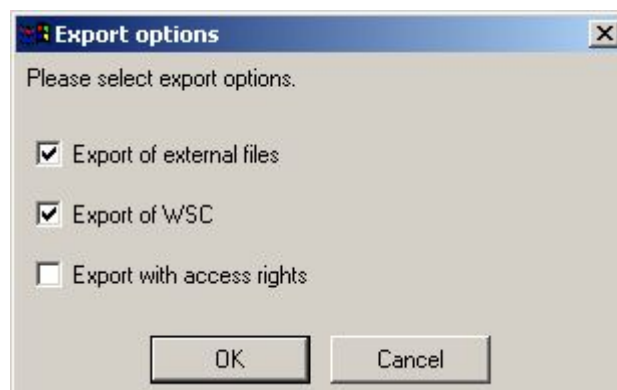 Export options
Please select export options.
Export of external files
Export of WSC
Export with access rights
OK Cancel